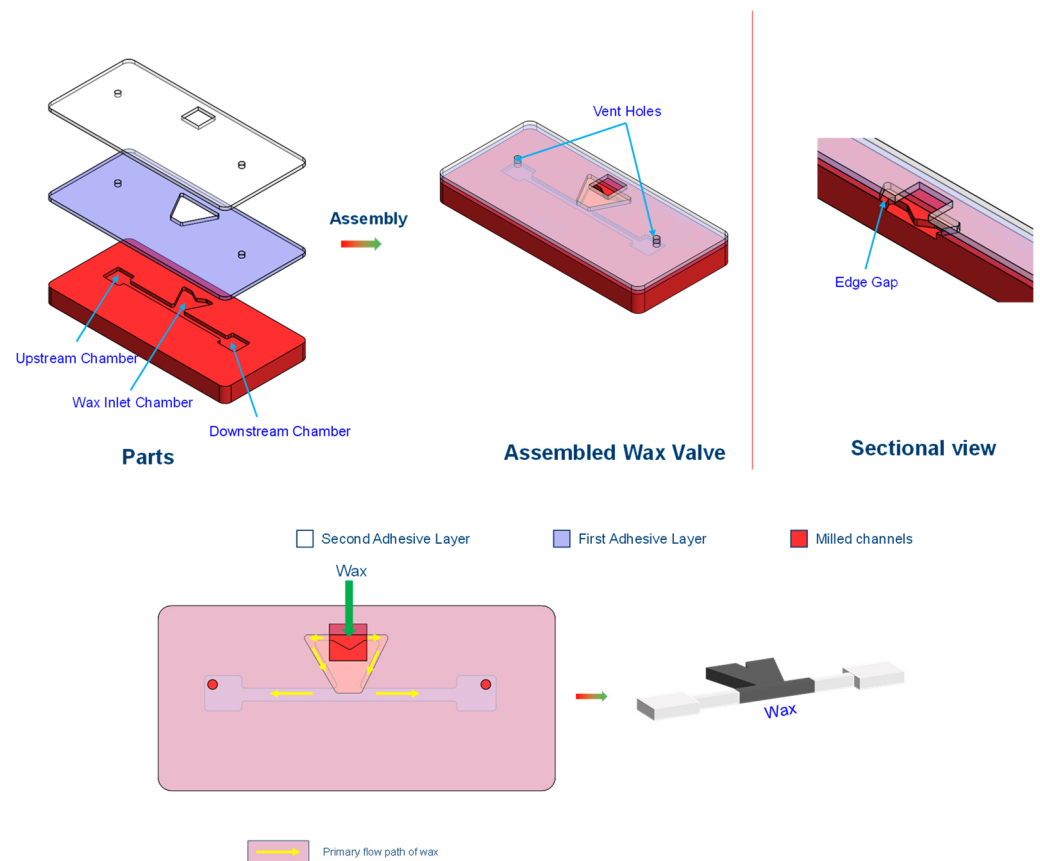 Vent Holes
Assembly
Edge Gap
Upstream Chamber
Wax Inlet Chamber
Downstream Chamber
Parts
Assembled Wax Valve
Sectional view
Second Adhesive Layer
First Adhesive Layer
Milled channels
Wax
Wax
Primary flow path of wax